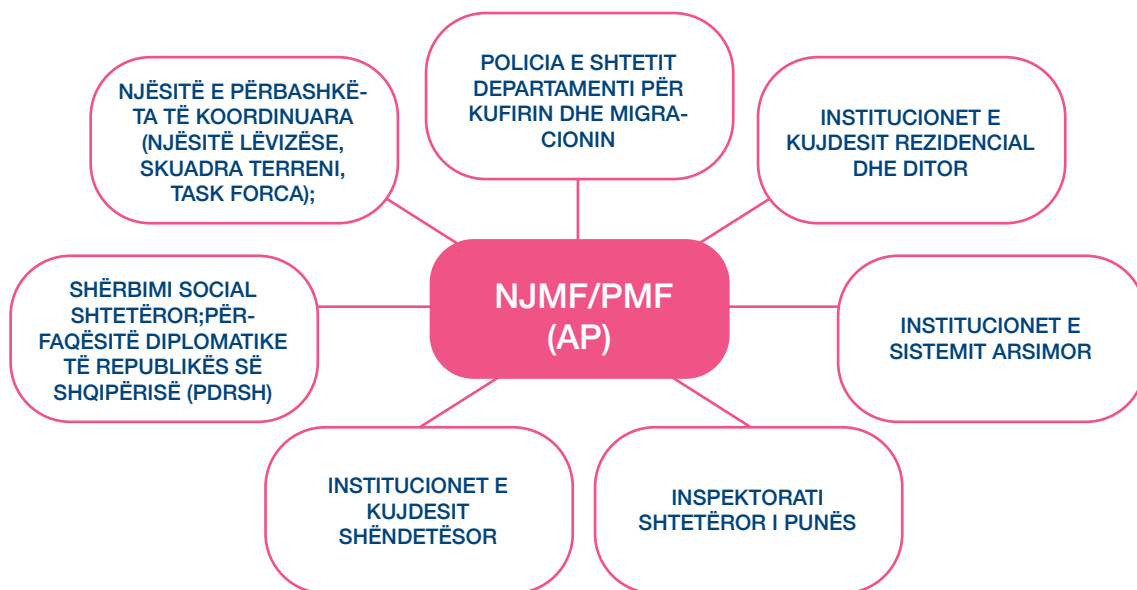 POLICIA E SHTETIT
DEPARTAMENTI PËR
KUFIRIN DHE MIGRA-
CIONIN
NJËSITË E PËRBASHKË-
TA TË KOORDINUARA
(NJËSITË LËVIZËSE,
SKUADRA TERRENI,
TASK FORCA);
INSTITUCIONET E
KUJDESIT REZIDENCIAL
DHE DITOR
SHËRBIMI SOCIAL
SHTETËROR;PËR-
FAQËSITË DIPLOMATIKE
TË REPUBLIKËS SË
SHQIPËRISË (PDRSH)
NJMF/PMF
(AP)
INSTITUCIONET E
SISTEMIT ARSIMOR
INSTITUCIONET E
KUJDESIT
SHËNDETËSOR
INSPEKTORATI
SHTETËROR I PUNËS